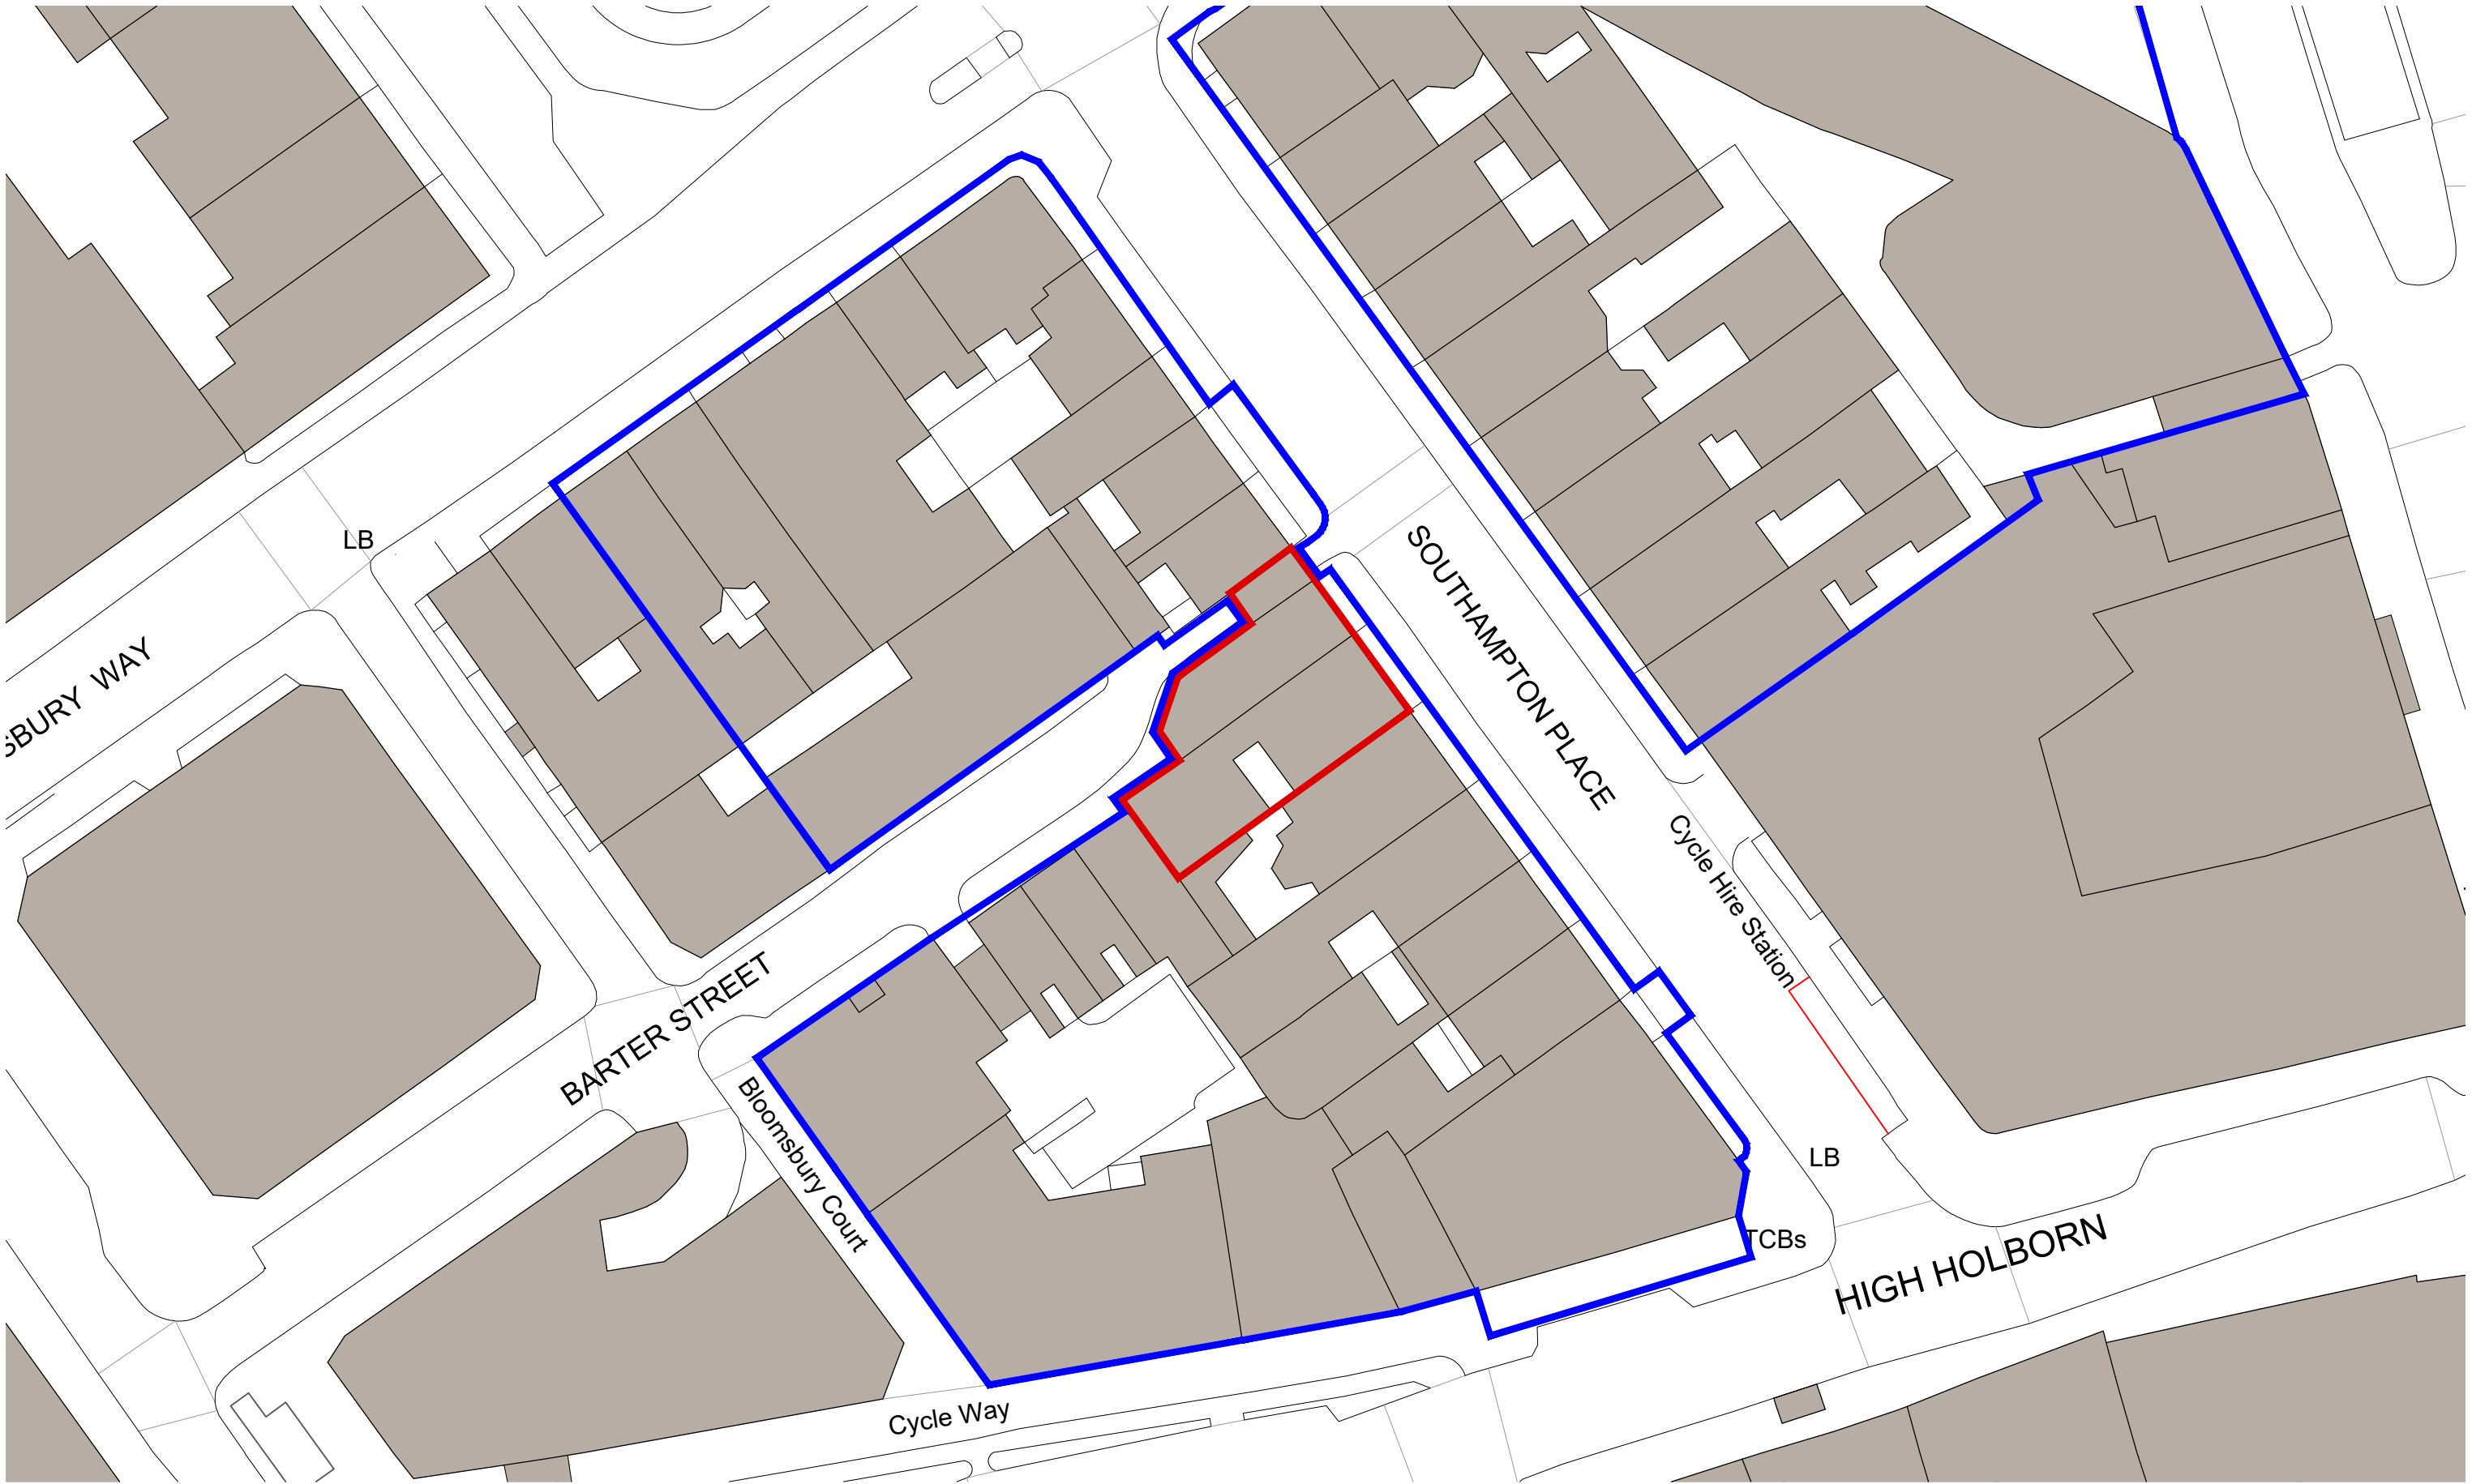 LB
SBURY WAY
SOUTHAMPTON PLACE
Cycle Hire Station
BARTER STREET
Bloomsbury Court
LB
TCBs
HIGH HOLBORN
Cycle Way